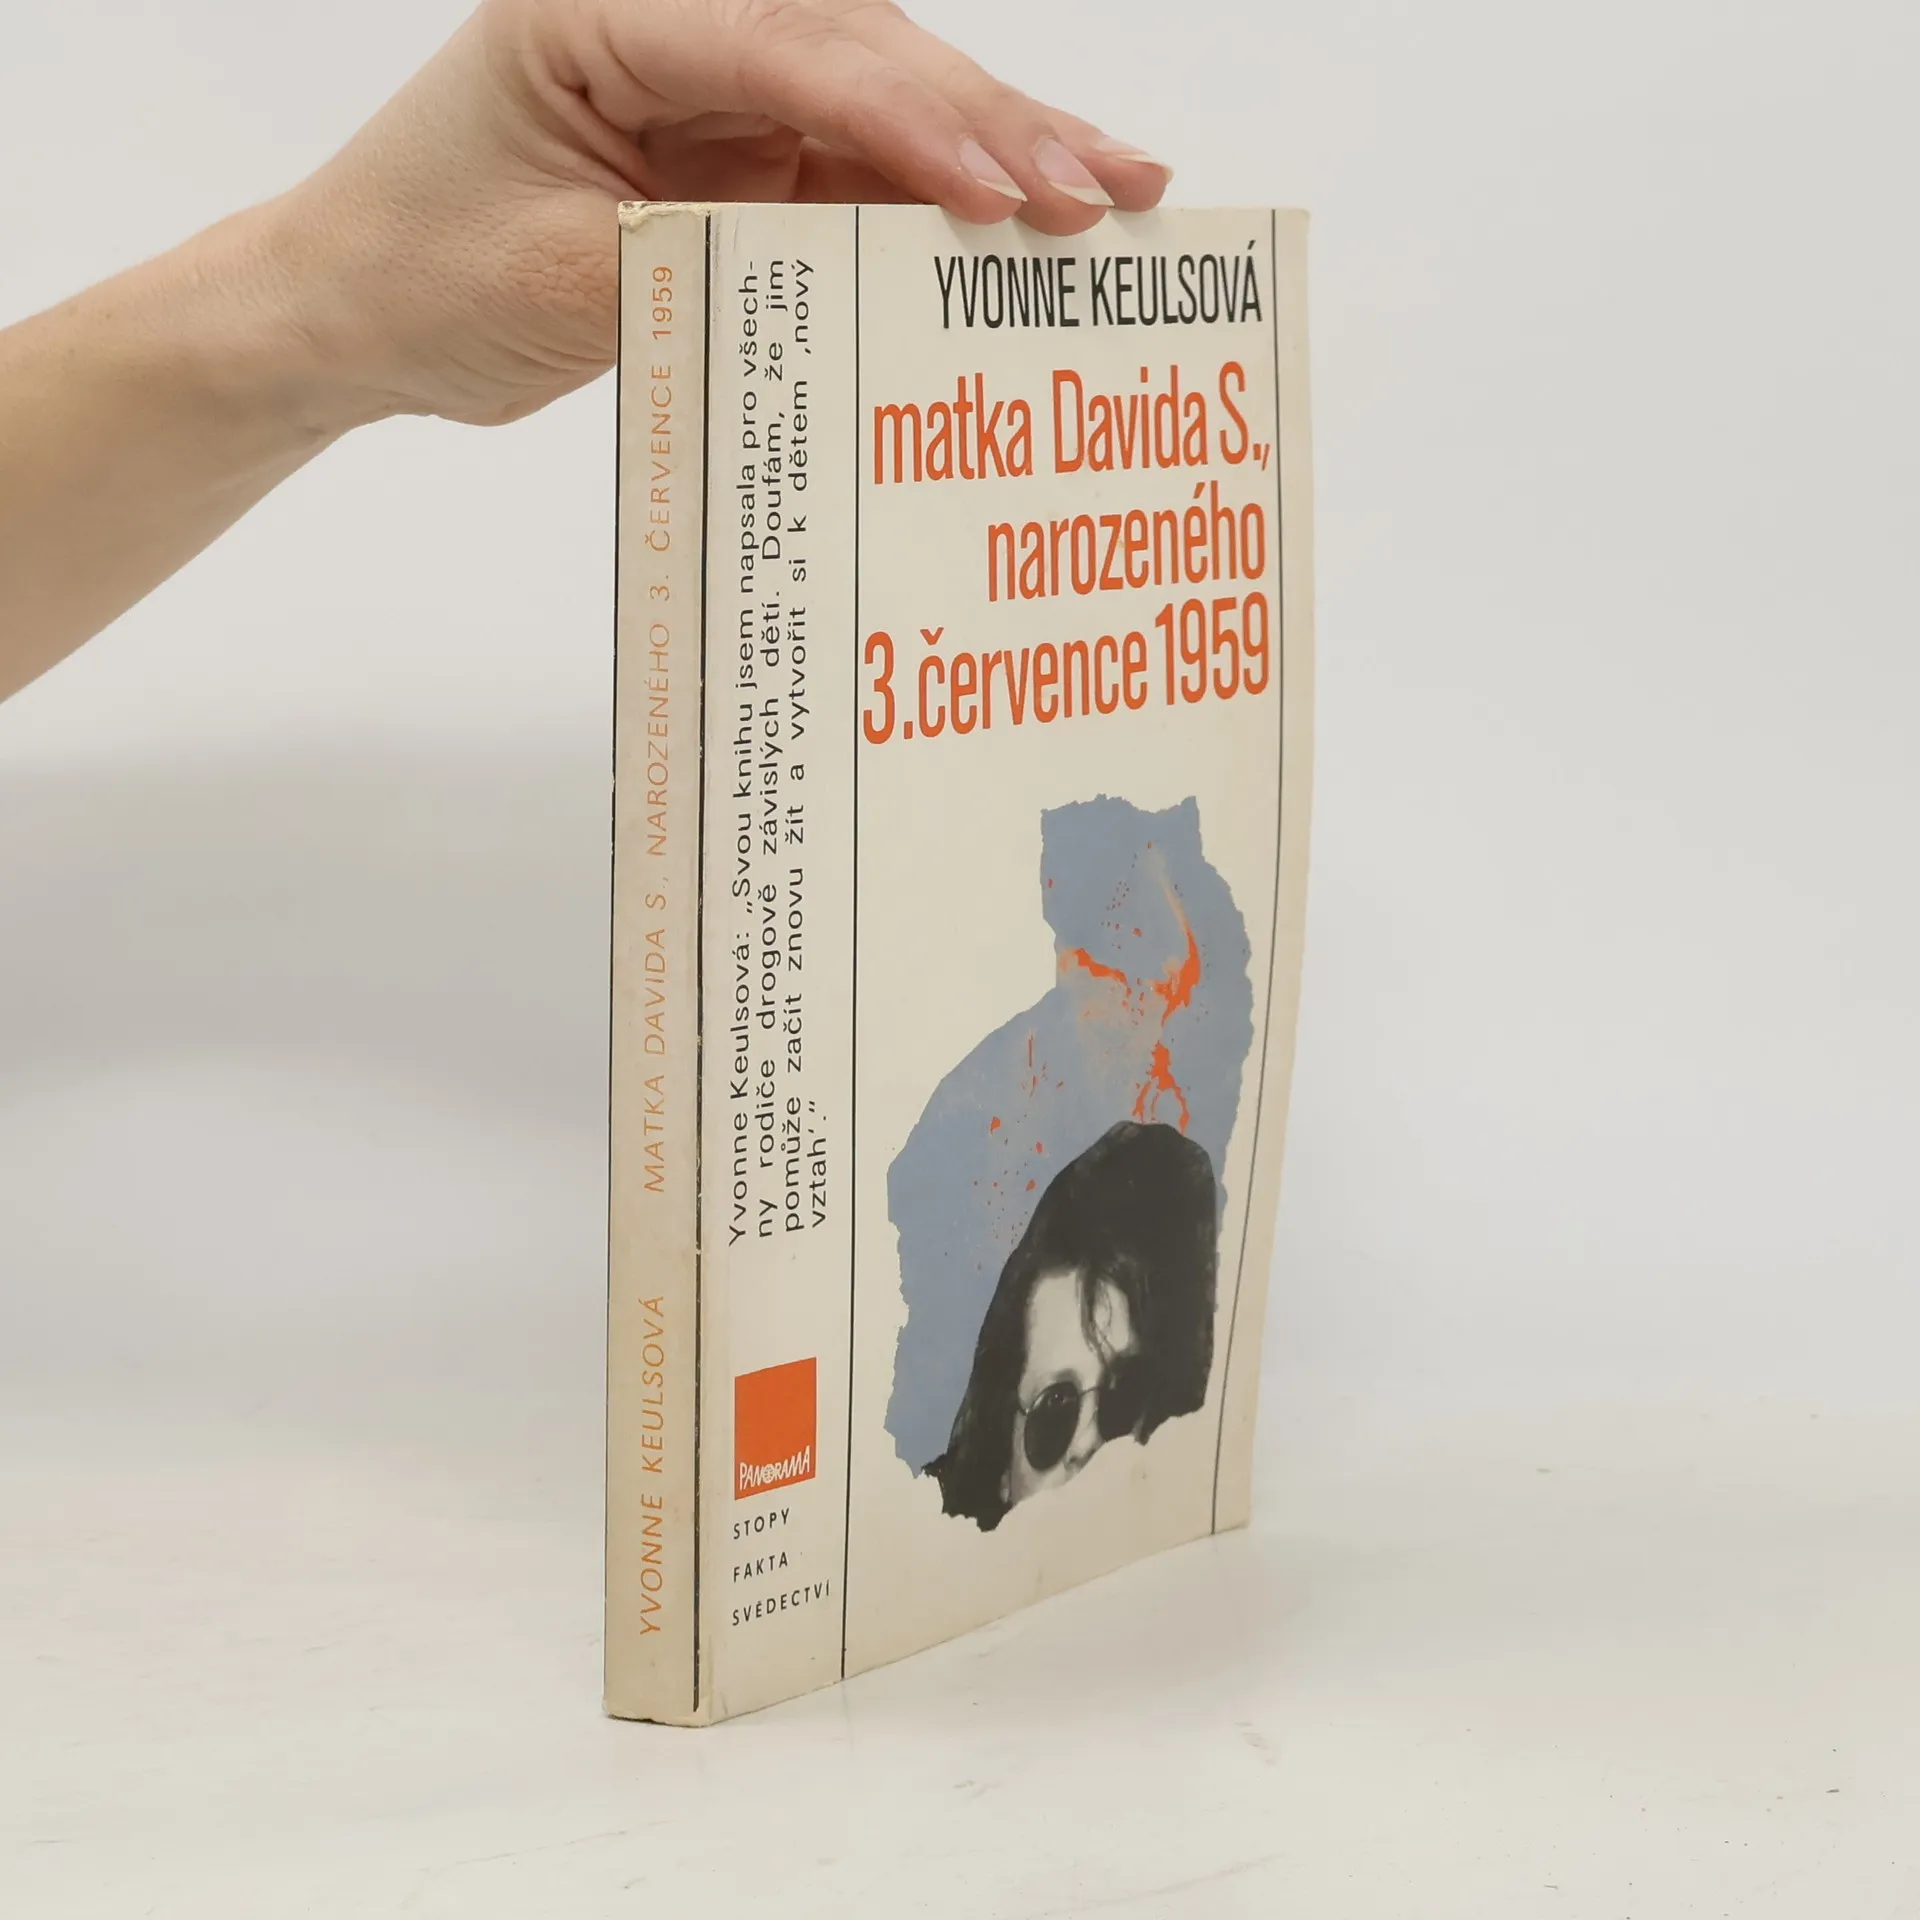 YVONNE KEULSOVÁ MATKA DAVIDA S., NAROZENÉHO 3. ČERVENCE 1959
Yvonne Keulsová: „Svou knihu jsem napsala pro všech-
ny rodiče drogově závislých dětí. Doufám, že jim
pomůže začít znovu žít a vytvořit si k dětem ‚nový
vztah‘.“
PANORAMA
STOPY
FAKTA
SVĚDECTVÍ
YVONNE KEULSOVÁ
matka Davida S.,
narozeného
3. července 1959